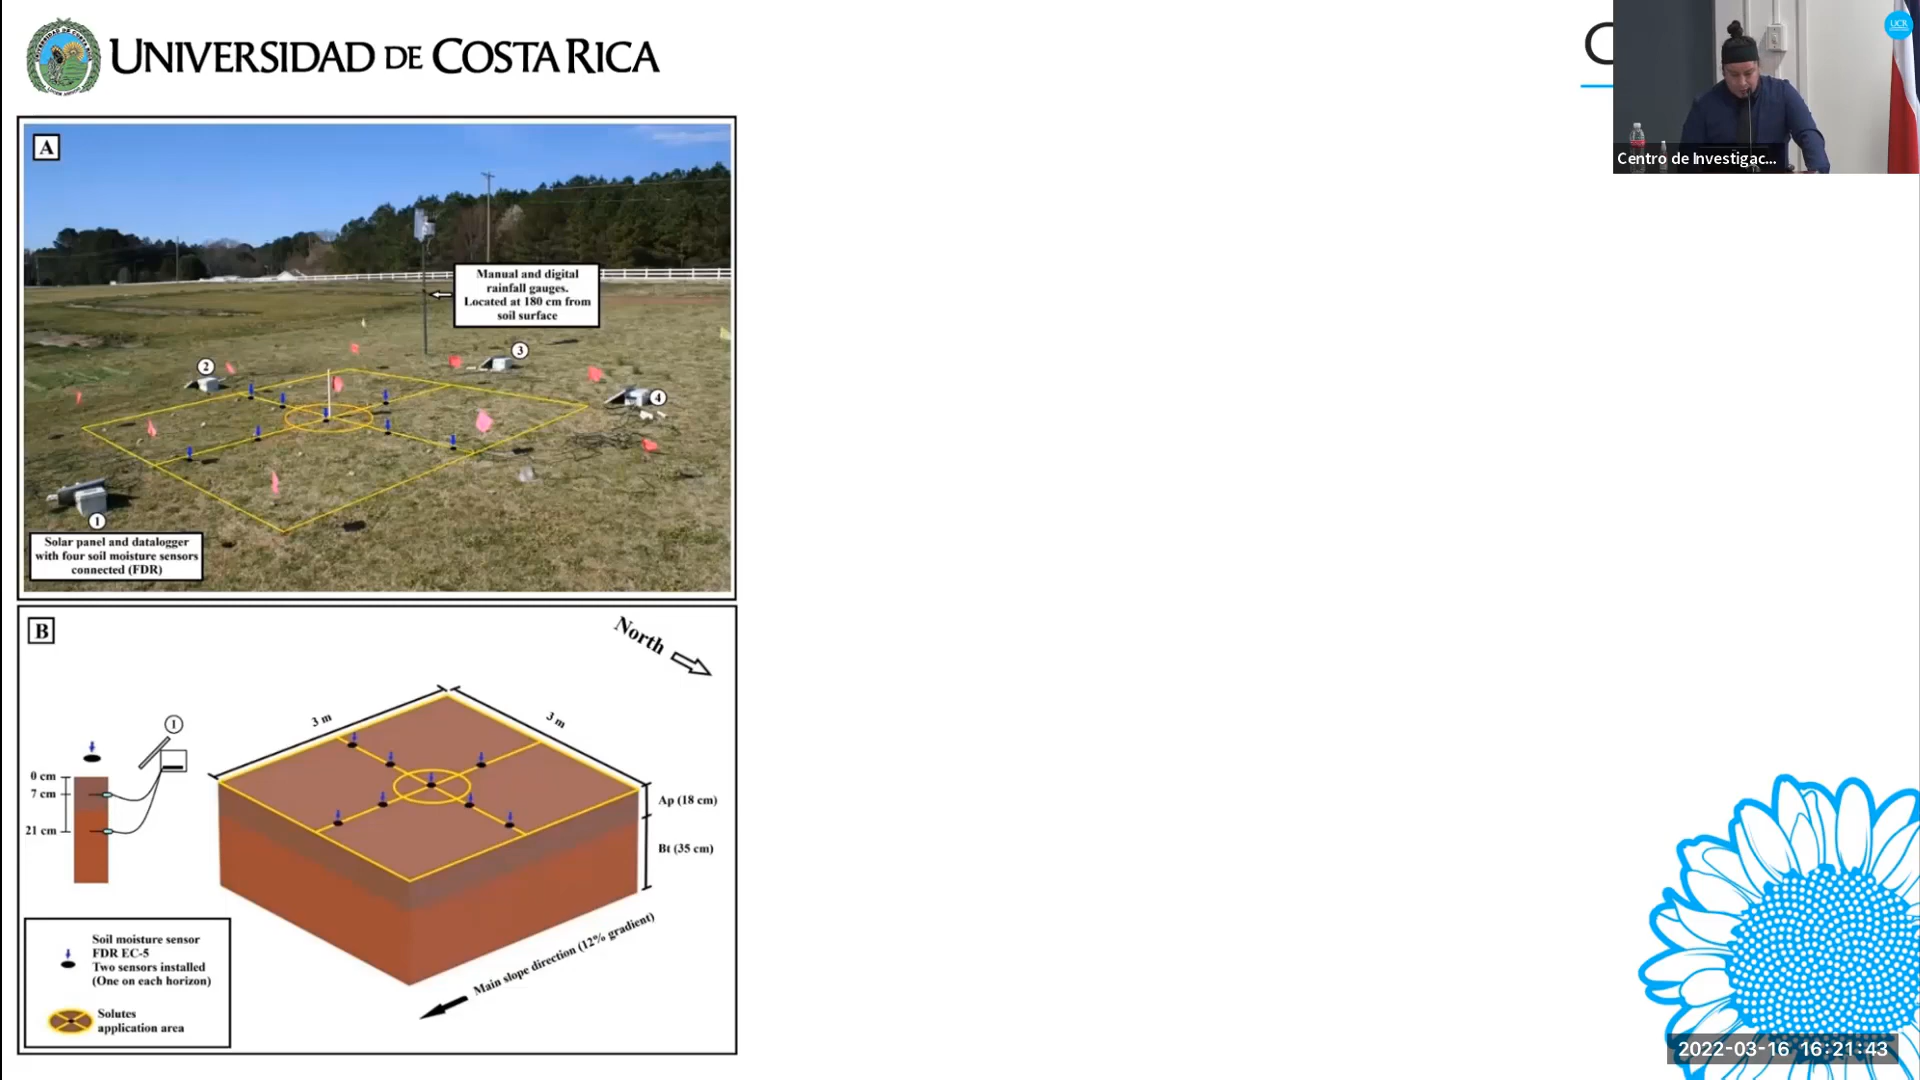 UNIVERSIDAD DE COSTA RICA
C
UCR
Centro de Investigac...
A
Manual and digital
rainfall gauges.
Located at 180 cm from
soil surface
2
3
4
1
Solar panel and datalogger
with four soil moisture sensors
connected (FDR)
B
North
3 m
3 m
1
0 cm
7 cm
21 cm
Ap (18 cm)
Bt (35 cm)
Main slope direction (12% gradient)
Soil moisture sensor
FDR EC-5
Two sensors installed
(One on each horizon)
Solutes
application area
2022-03-16 16:21:43